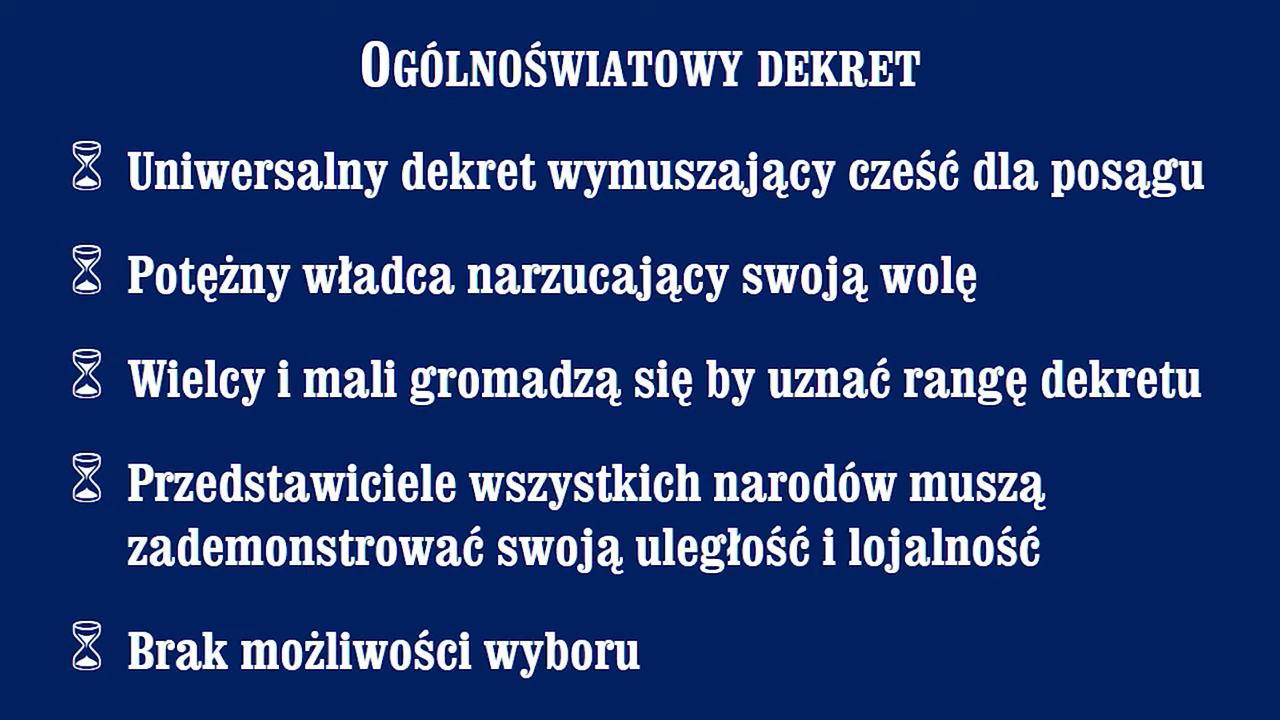 Ogólnoświatowy dekret
Uniwersalny dekret wymuszający cześć dla posągu
Potężny władca narzucający swoją wolę
Wielcy i mali gromadzą się by uznać rangę dekretu
Przedstawiciele wszystkich narodów muszą
zademonstrować swoją uległość i lojalność
Brak możliwości wyboru